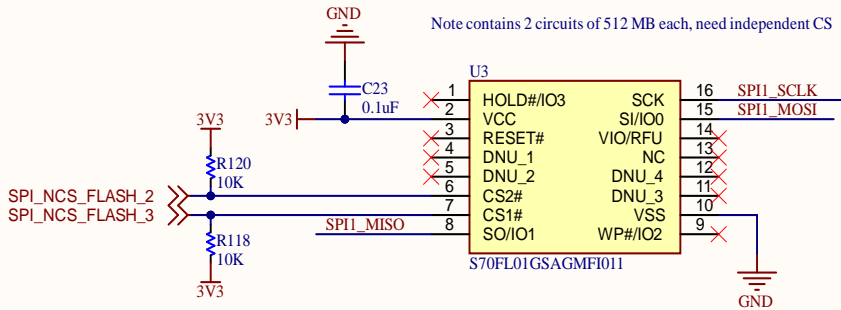 GND
Note contains 2 circuits of 512 MB each, need independent CS
U3
C23
0.1uF
1
HOLD#/IO3
SCK
16
SPI1_SCLK
3V3
2
VCC
SI/IO0
15
SPI1_MOSI
3V3
3
RESET#
VIO/RFU
14
4
DNU_1
NC
13
R120
10K
5
DNU_2
DNU_4
12
SPI_NCS_FLASH_2
6
CS2#
DNU_3
11
SPI_NCS_FLASH_3
7
CS1#
VSS
10
SPI1_MISO
8
SO/IO1
WP#/IO2
9
R118
10K
S70FL01GSAGMFI011
3V3
GND